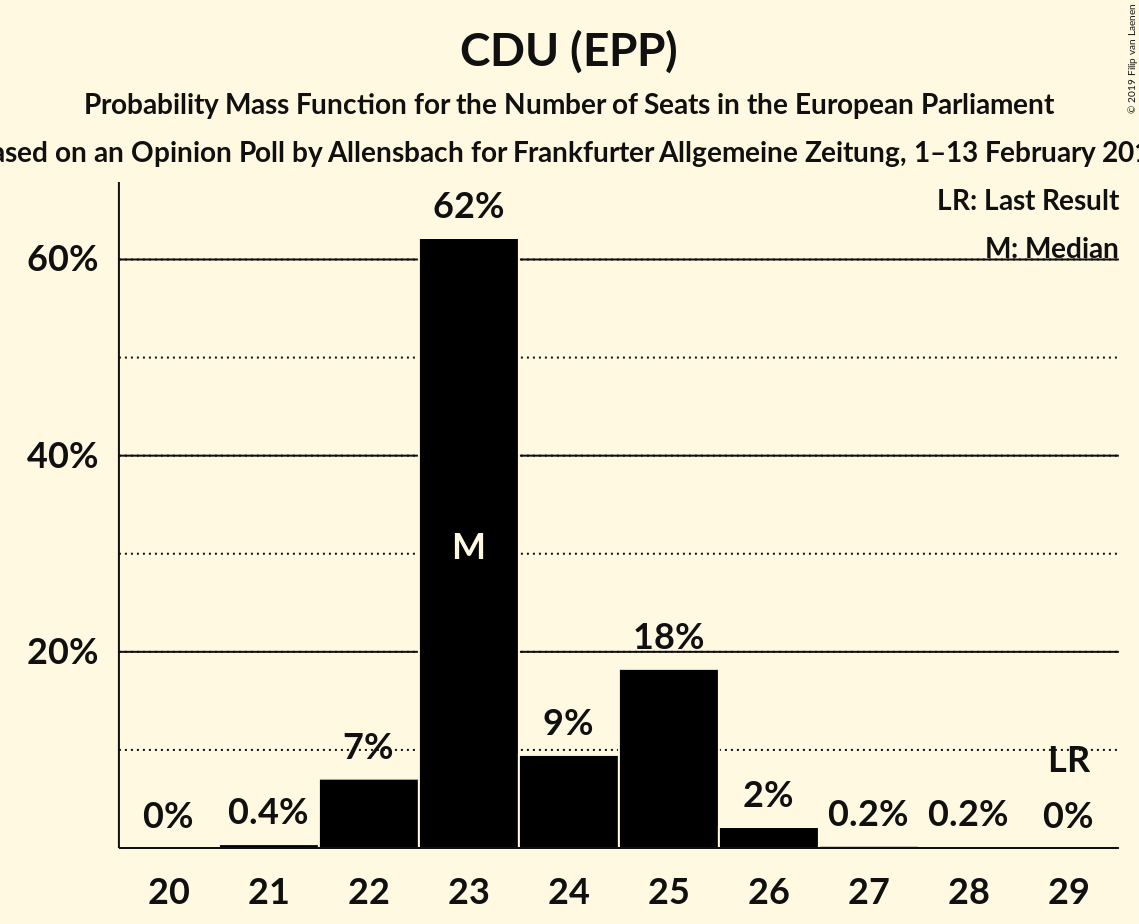 CDU (EPP)
Probability Mass Function for the Number of Seats in the European Parliament
on an Opinion Poll by Allensbach for Frankfurter Allgemeine Zeitung, 1–13 February
© 2019 Filip van Laenen
LR: Last Result
M: Median
60%
40%
20%
0%
0.4%
7%
62%
M
9%
18%
2%
0.2%
0.2%
LR
0%
20 21 22 23 24 25 26 27 28 29